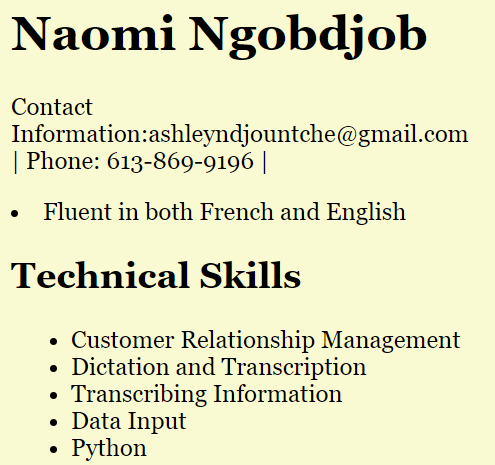 Naomi Ngobdjob
Contact
Information:ashleyndjountche@gmail.com
| Phone: 613-869-9196 |
• Fluent in both French and English
Technical Skills
• Customer Relationship Management
• Dictation and Transcription
• Transcribing Information
• Data Input
• Python